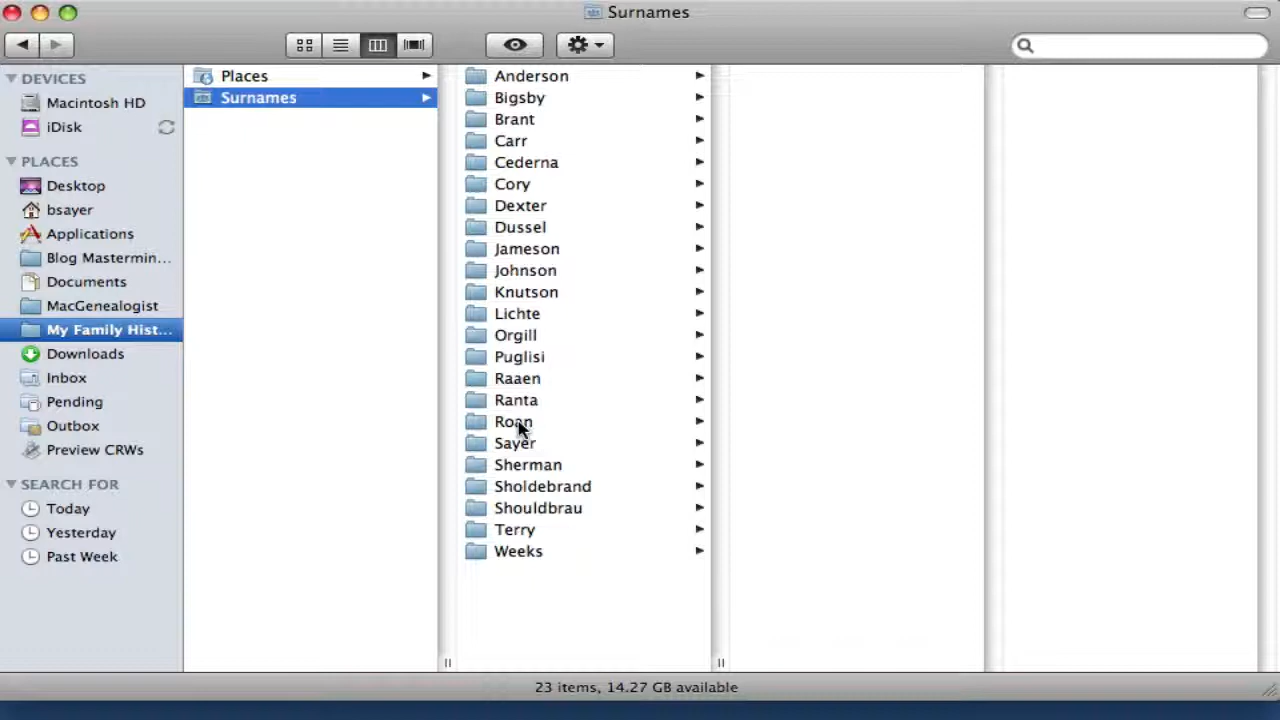 Surnames
DEVICES
Macintosh HD
iDisk
PLACES
Desktop
bsayer
Applications
Blog Mastermin...
Documents
MacGenealogist
My Family Hist...
Downloads
Inbox
Pending
Outbox
Preview CRWs
SEARCH FOR
Today
Yesterday
Past Week
Places
Surnames
Anderson
Bigsby
Brant
Carr
Cederna
Cory
Dexter
Dussel
Jameson
Johnson
Knutson
Lichte
Orgill
Puglisi
Raaen
Ranta
Roan
Sayer
Sherman
Sholdebrand
Shouldbrau
Terry
Weeks
23 items, 14.27 GB available